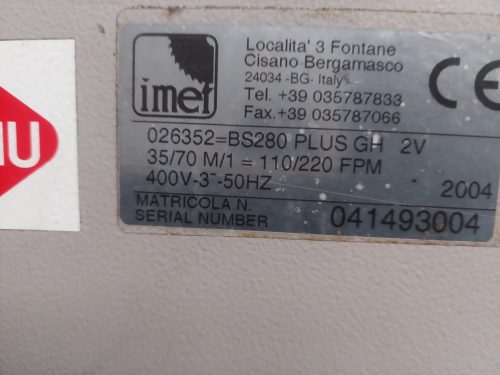 imet
Localita' 3 Fontane
Cisano Bergamasco
24034 -BG- Italy
Tel. +39 035787833
Fax.+39 035787066
CE
026352=BS280 PLUS GH 2V
35/70 M/1 = 110/220 FPM
400V-3~-50HZ
2004
MATRICOLA N.
SERIAL NUMBER
041493004